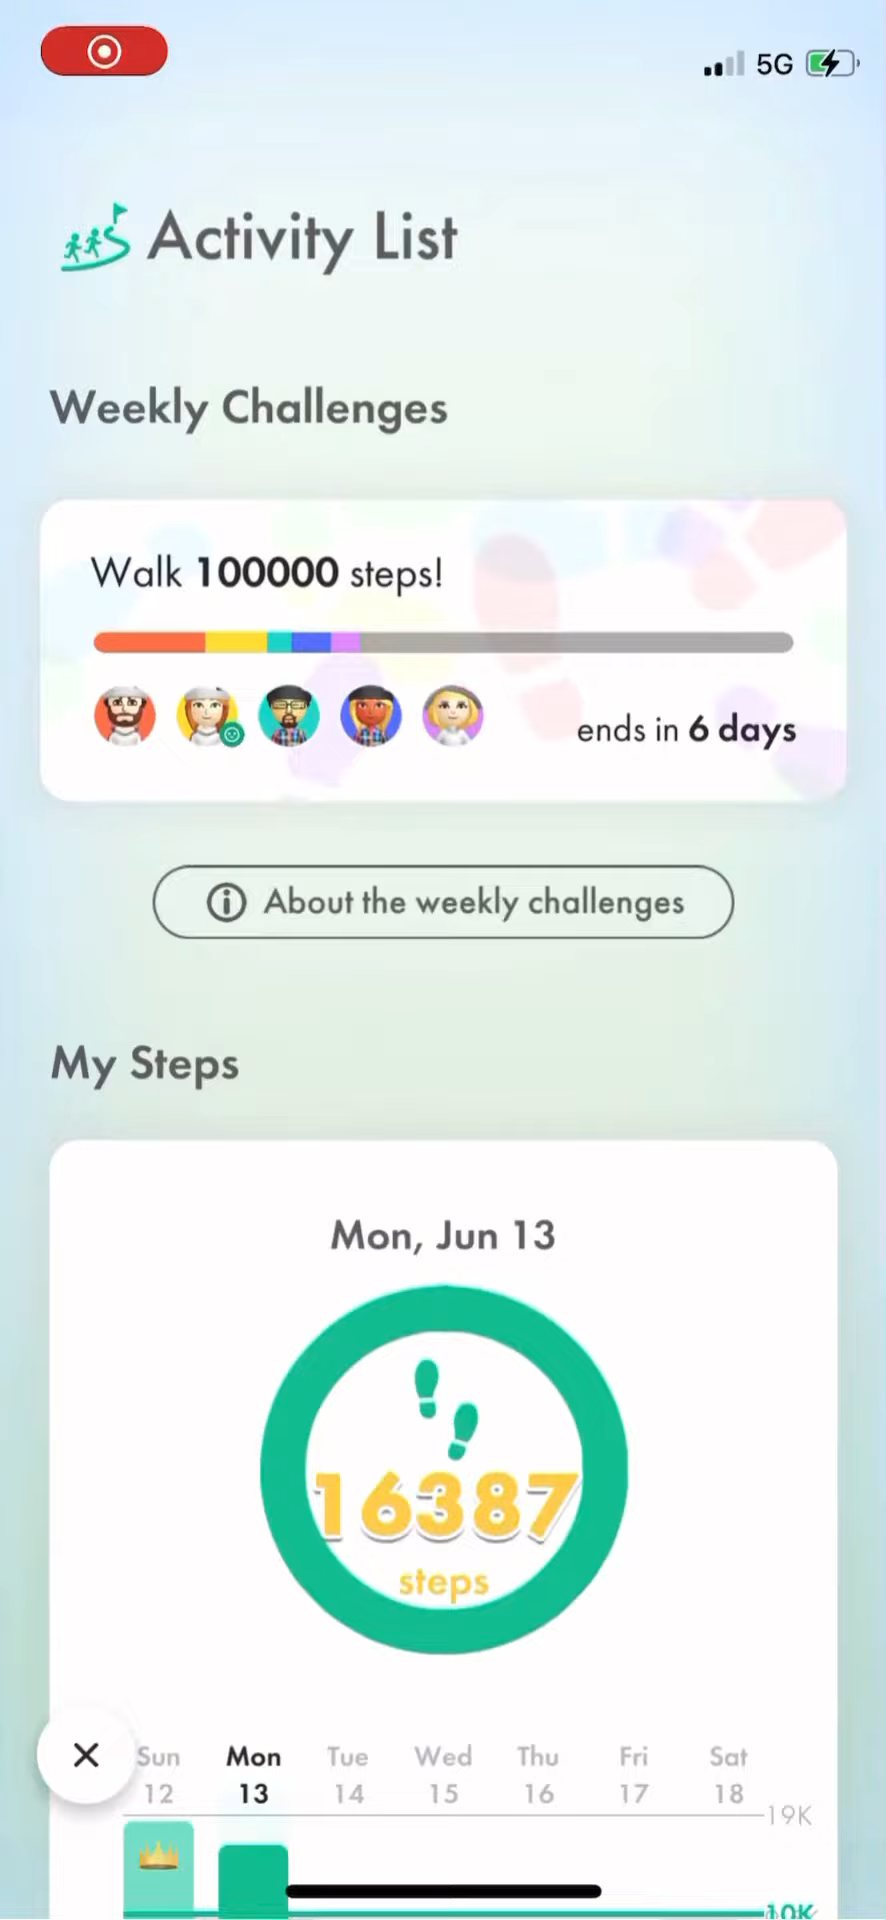 5G
Activity List
Weekly Challenges
Walk 100000 steps!
ends in 6 days
About the weekly challenges
My Steps
Mon, Jun 13
16387
steps
Sun Mon Tue Wed Thu Fri Sat
12 13 14 15 16 17 18
19K
10K